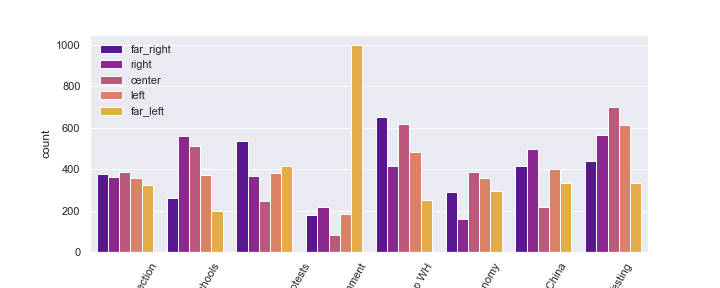 1000
800
600
400
200
0
count
far_right
right
center
left
far_left
ection
chools
otests
ment
p WH
nomy
China
esting